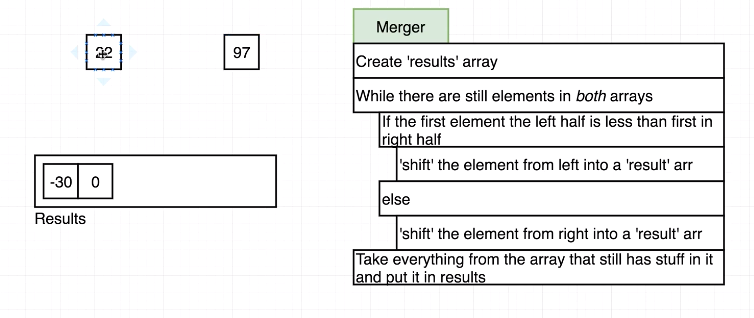 22
97
-30
0
Results
Merger
Create 'results' array
While there are still elements in both arrays
If the first element the left half is less than first in
right half
'shift' the element from left into a 'result' arr
else
'shift' the element from right into a 'result' arr
Take everything from the array that still has stuff in it
and put it in results